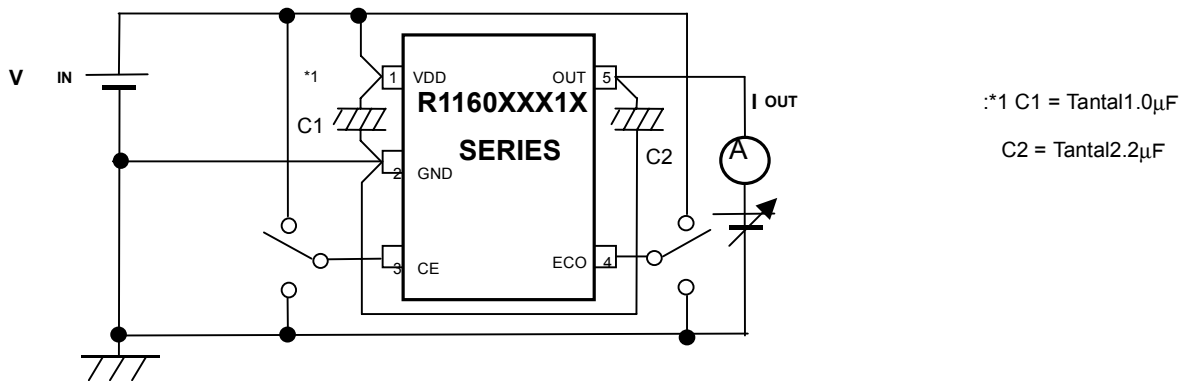 V IN
*1
C1
1 VDD
OUT 5
R1160XXX1X
SERIES
2 GND
C2
3 CE
ECO 4
I OUT
A
:*1 C1 = Tantal1.0μF
C2 = Tantal2.2μF